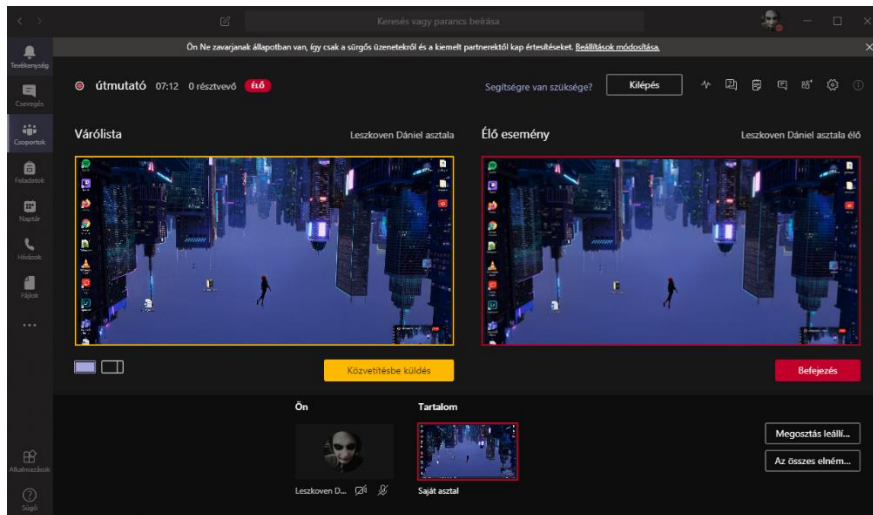 Keresés vagy parancs beírása
Ön Ne zavarjanak állapotban van, így csak a sürgős üzenetekről és a kiemelt partnerektől kap értesítéseket. Beállítások módosítása.
Tevékenység
Csevegés
Csoportok
Feladatok
Naptár
Hívások
Fájlok
Alkalmazások
Súgó
útmutató 07:12 0 résztvevő ÉLŐ
Segítségre van szüksége? Kilépés
Várólista Leszkoven Dániel asztala
Élő esemény Leszkoven Dániel asztala élő
Közvetítésbe küldés
Befejezés
Ön
Tartalom
Leszkoven D...
Saját asztal
Megosztás leállí...
Az összes elném...